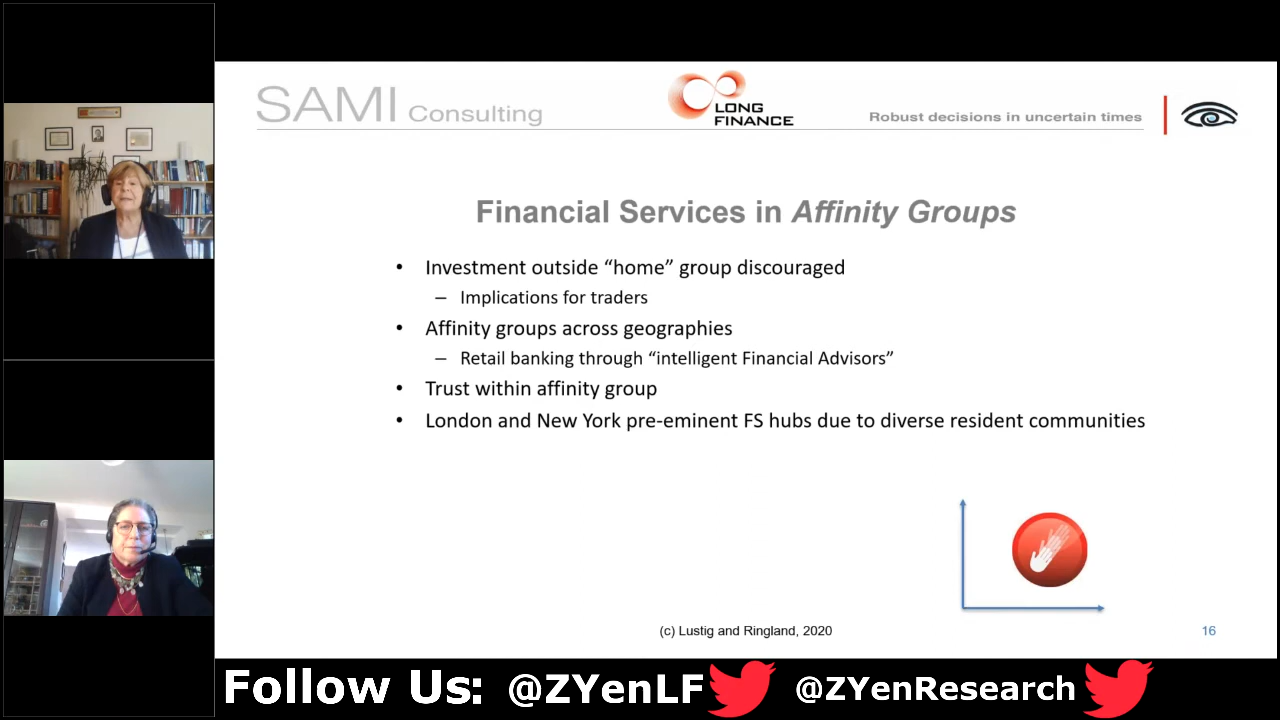 SAMI Consulting
LONG
FINANCE
Robust decisions in uncertain times
Financial Services in Affinity Groups
• Investment outside “home” group discouraged
– Implications for traders
• Affinity groups across geographies
– Retail banking through “intelligent Financial Advisors”
• Trust within affinity group
• London and New York pre-eminent FS hubs due to diverse resident communities
(c) Lustig and Ringland, 2020
16
Follow Us: @ZYenLF @ZYenResearch